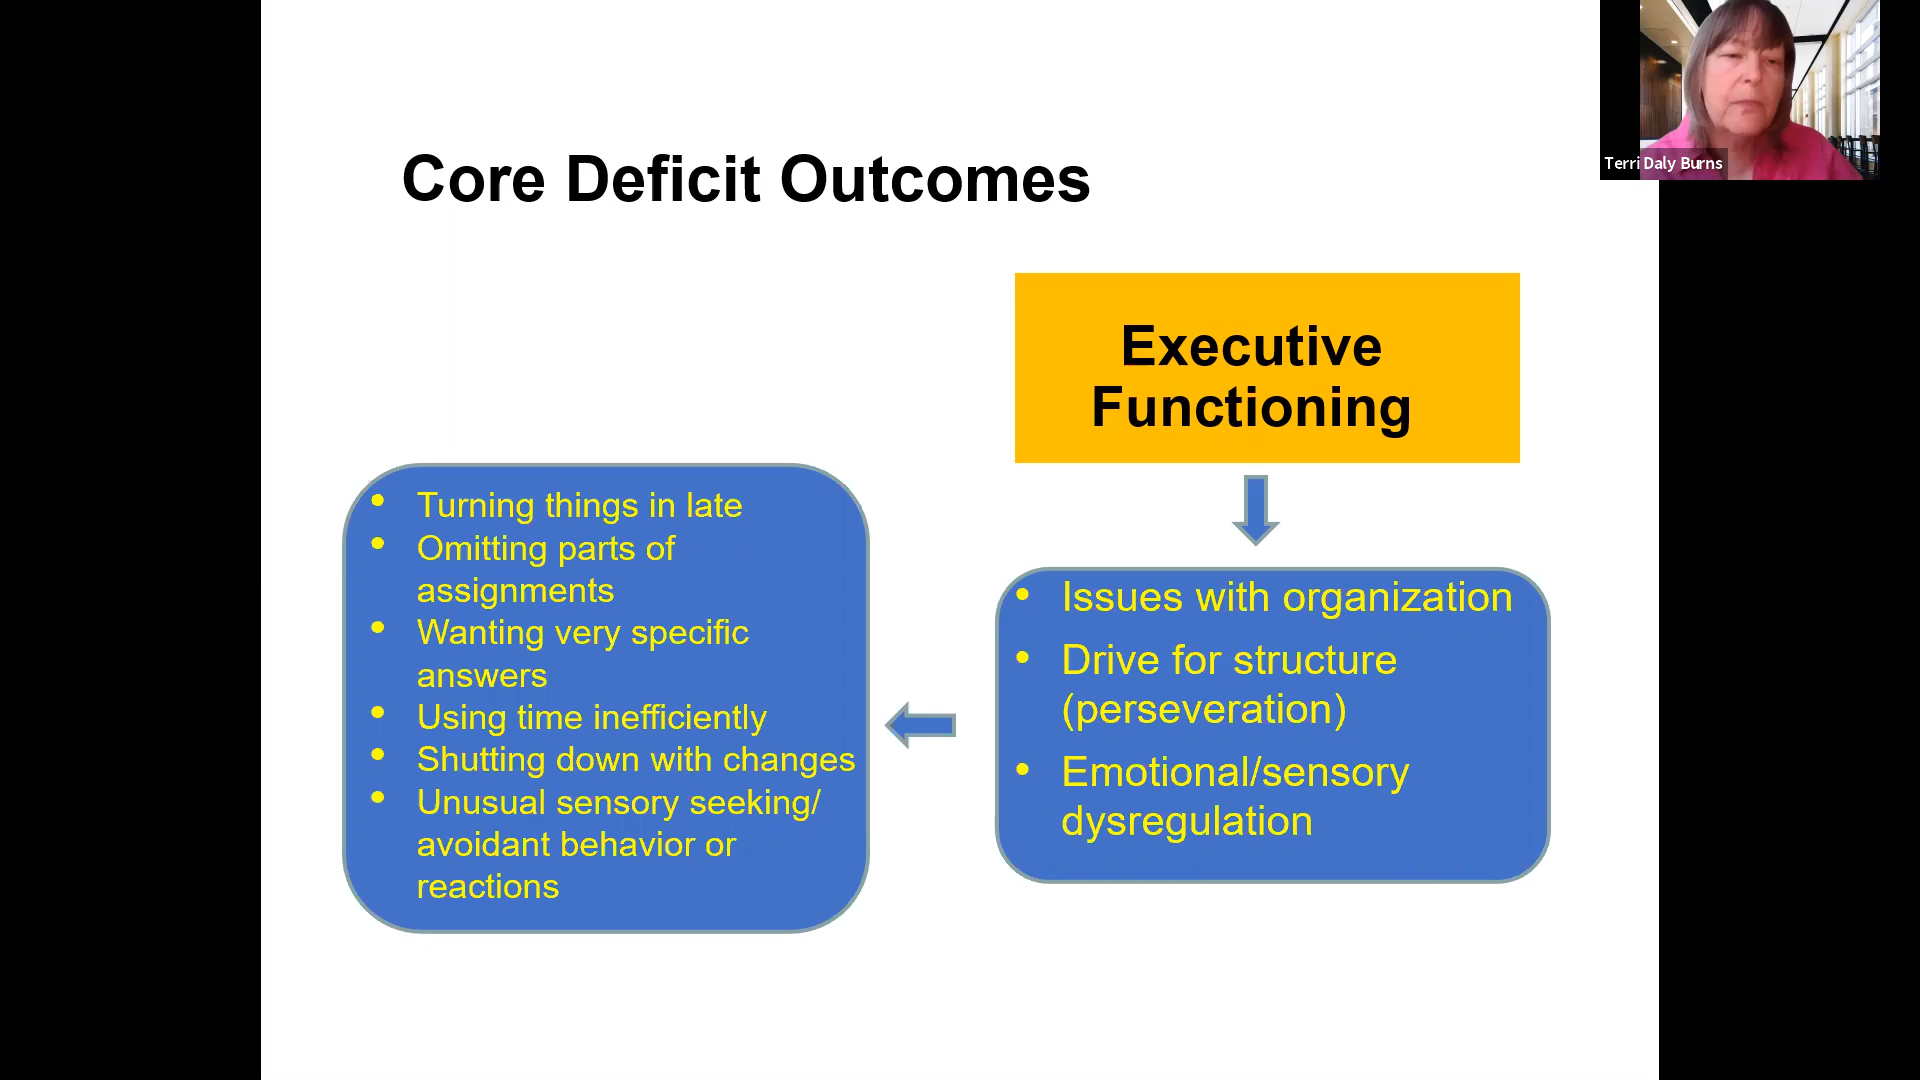 Core Deficit Outcomes
Terri Daly Burns
Executive
Functioning
• Issues with organization
• Drive for structure
(perseveration)
• Emotional/sensory
dysregulation
• Turning things in late
• Omitting parts of
assignments
• Wanting very specific
answers
• Using time inefficiently
• Shutting down with changes
• Unusual sensory seeking/
avoidant behavior or
reactions